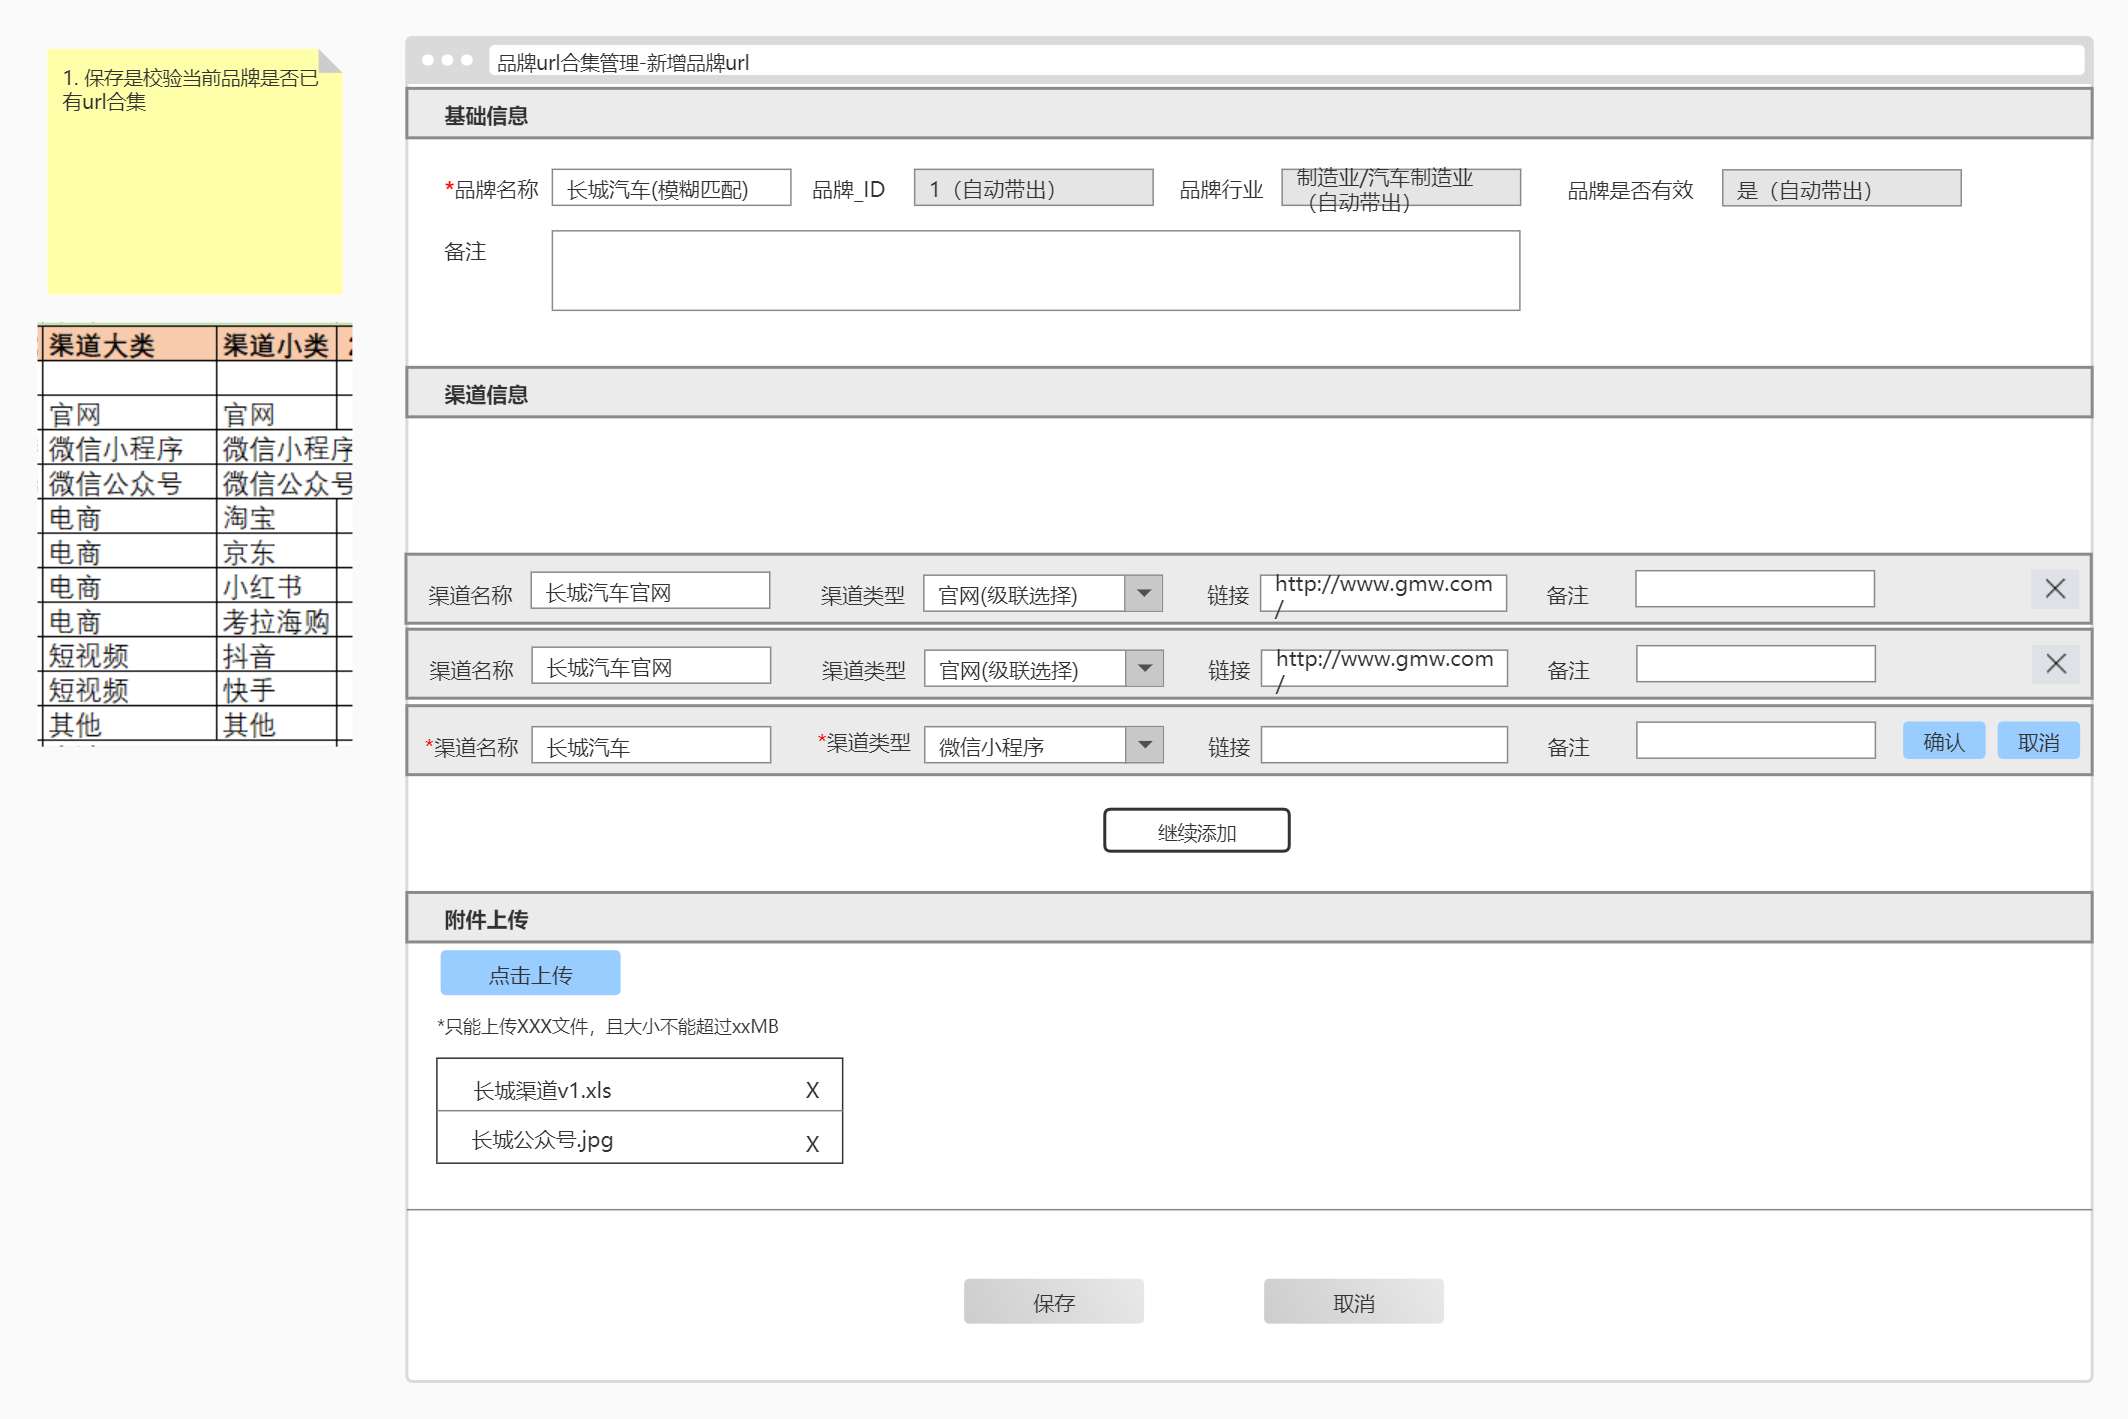 1. 保存是校验当前品牌是否已
有url合集
渠道大类 渠道小类
官网 官网
微信小程序 微信小程序
微信公众号 微信公众号
电商 淘宝
电商 京东
电商 小红书
电商 考拉海购
短视频 抖音
短视频 快手
其他 其他
品牌url合集管理-新增品牌url
基础信息
*品牌名称 长城汽车(模糊匹配) 品牌_ID 1（自动带出） 品牌行业 制造业/汽车制造业
（自动带出） 品牌是否有效 是（自动带出）
备注
渠道信息
渠道名称 长城汽车官网 渠道类型 官网(级联选择) 链接 http://www.gmw.com
/ 备注 X
渠道名称 长城汽车官网 渠道类型 官网(级联选择) 链接 http://www.gmw.com
/ 备注 X
*渠道名称 长城汽车 *渠道类型 微信小程序 链接 备注 确认 取消
继续添加
附件上传
点击上传
*只能上传XXX文件，且大小不能超过xxMB
长城渠道v1.xls X
长城公众号.jpg X
保存 取消